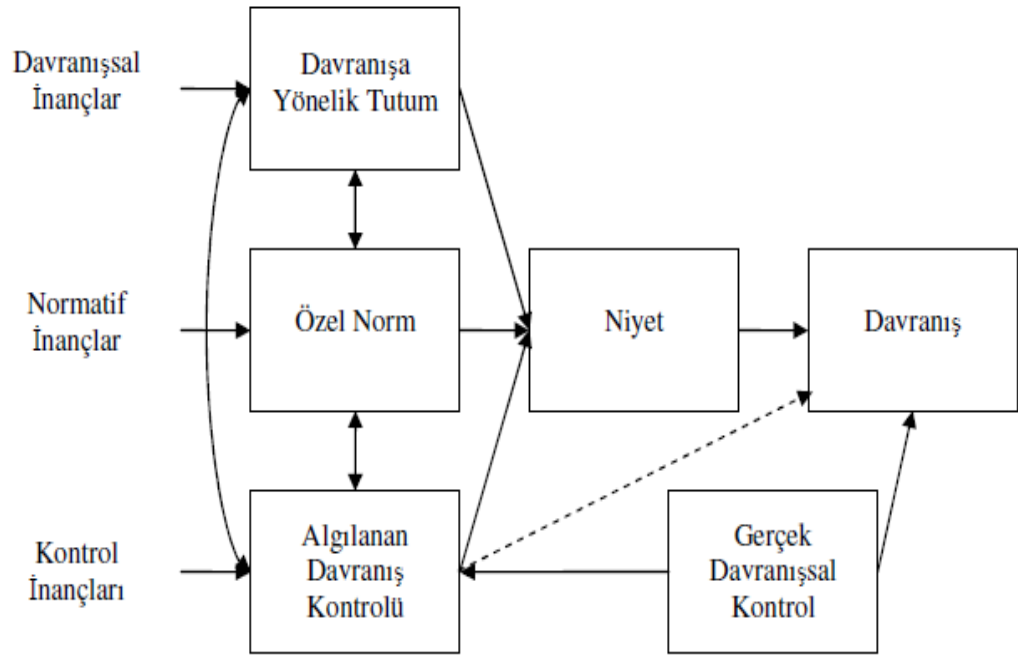 Davranışsal
İnançlar
Davranışa
Yönelik Tutum
Normatif
İnançlar
Özel Norm
Niyet
Davranış
Kontrol
İnançları
Algılanan
Davranış
Kontrolü
Gerçek
Davranışsal
Kontrol